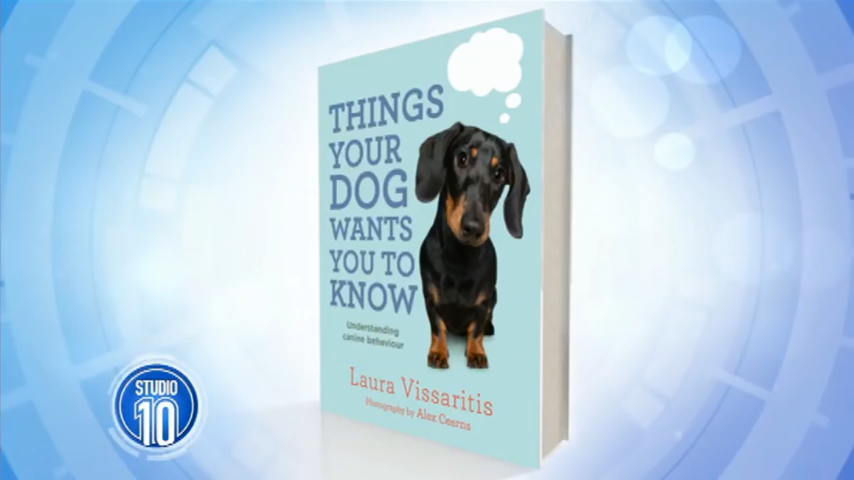 THINGS
YOUR
DOG
WANTS
YOU TO
KNOW
Understanding
canine behaviour
Laura Vissaritis
Photography by Alex Cearns
STUDIO
10